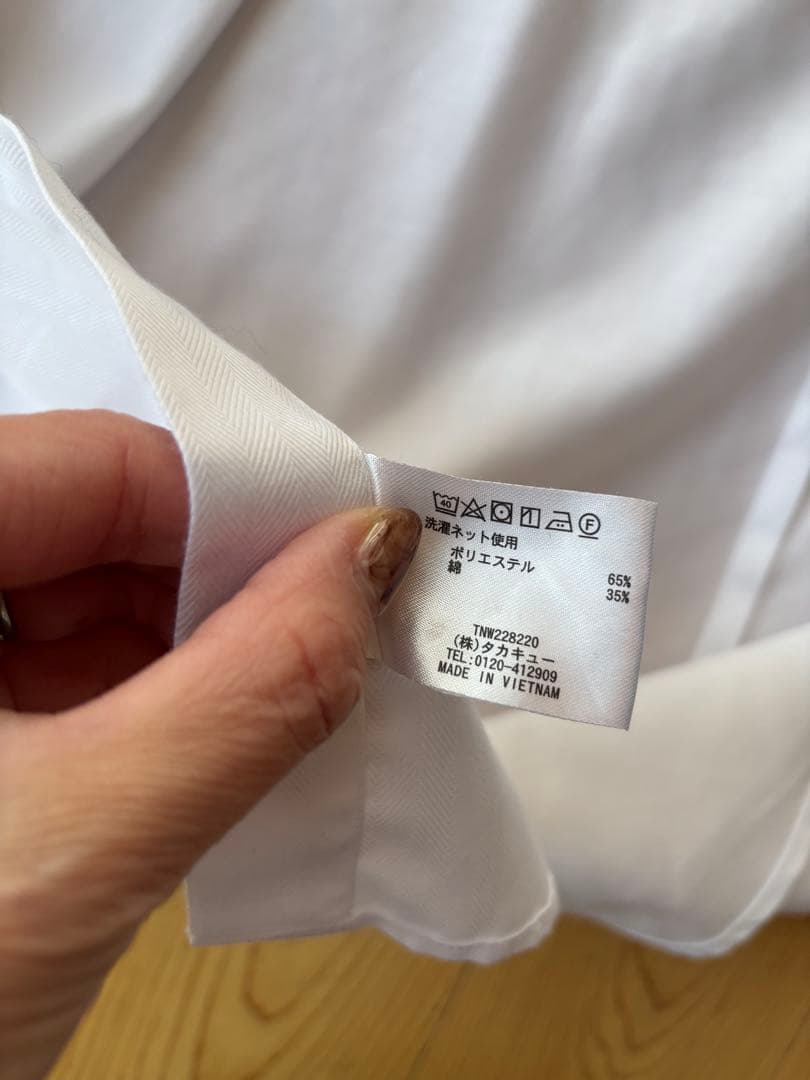 40 F
洗濯ネット使用
ポリエステル 65%
綿 35%
TNW228220
(株)タカキュー
TEL:0120-412909
MADE IN VIETNAM